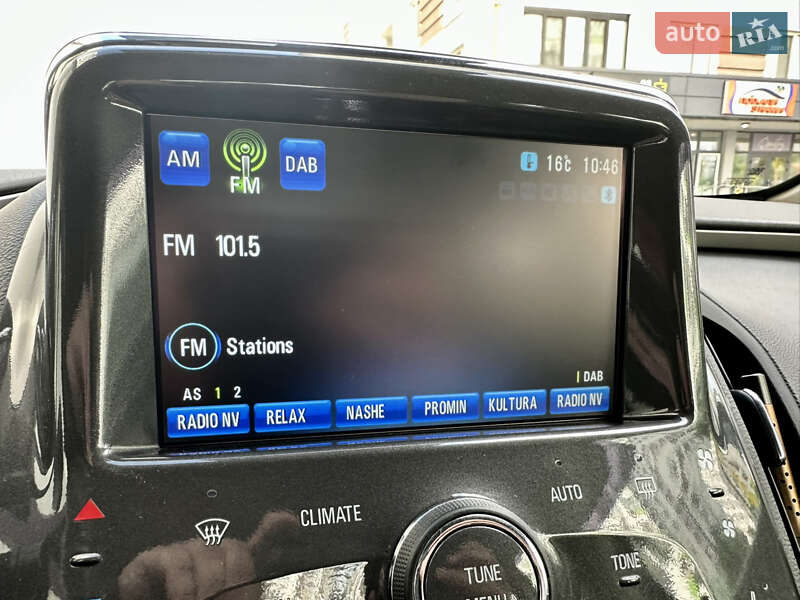 auto RIA
AM FM DAB 16°C 10:46
FM 101.5
FM Stations
AS 1 2 DAB
RADIO NV RELAX NASHE PROMIN KULTURA RADIO NV
CLIMATE AUTO
TONE
TUNE
MENU